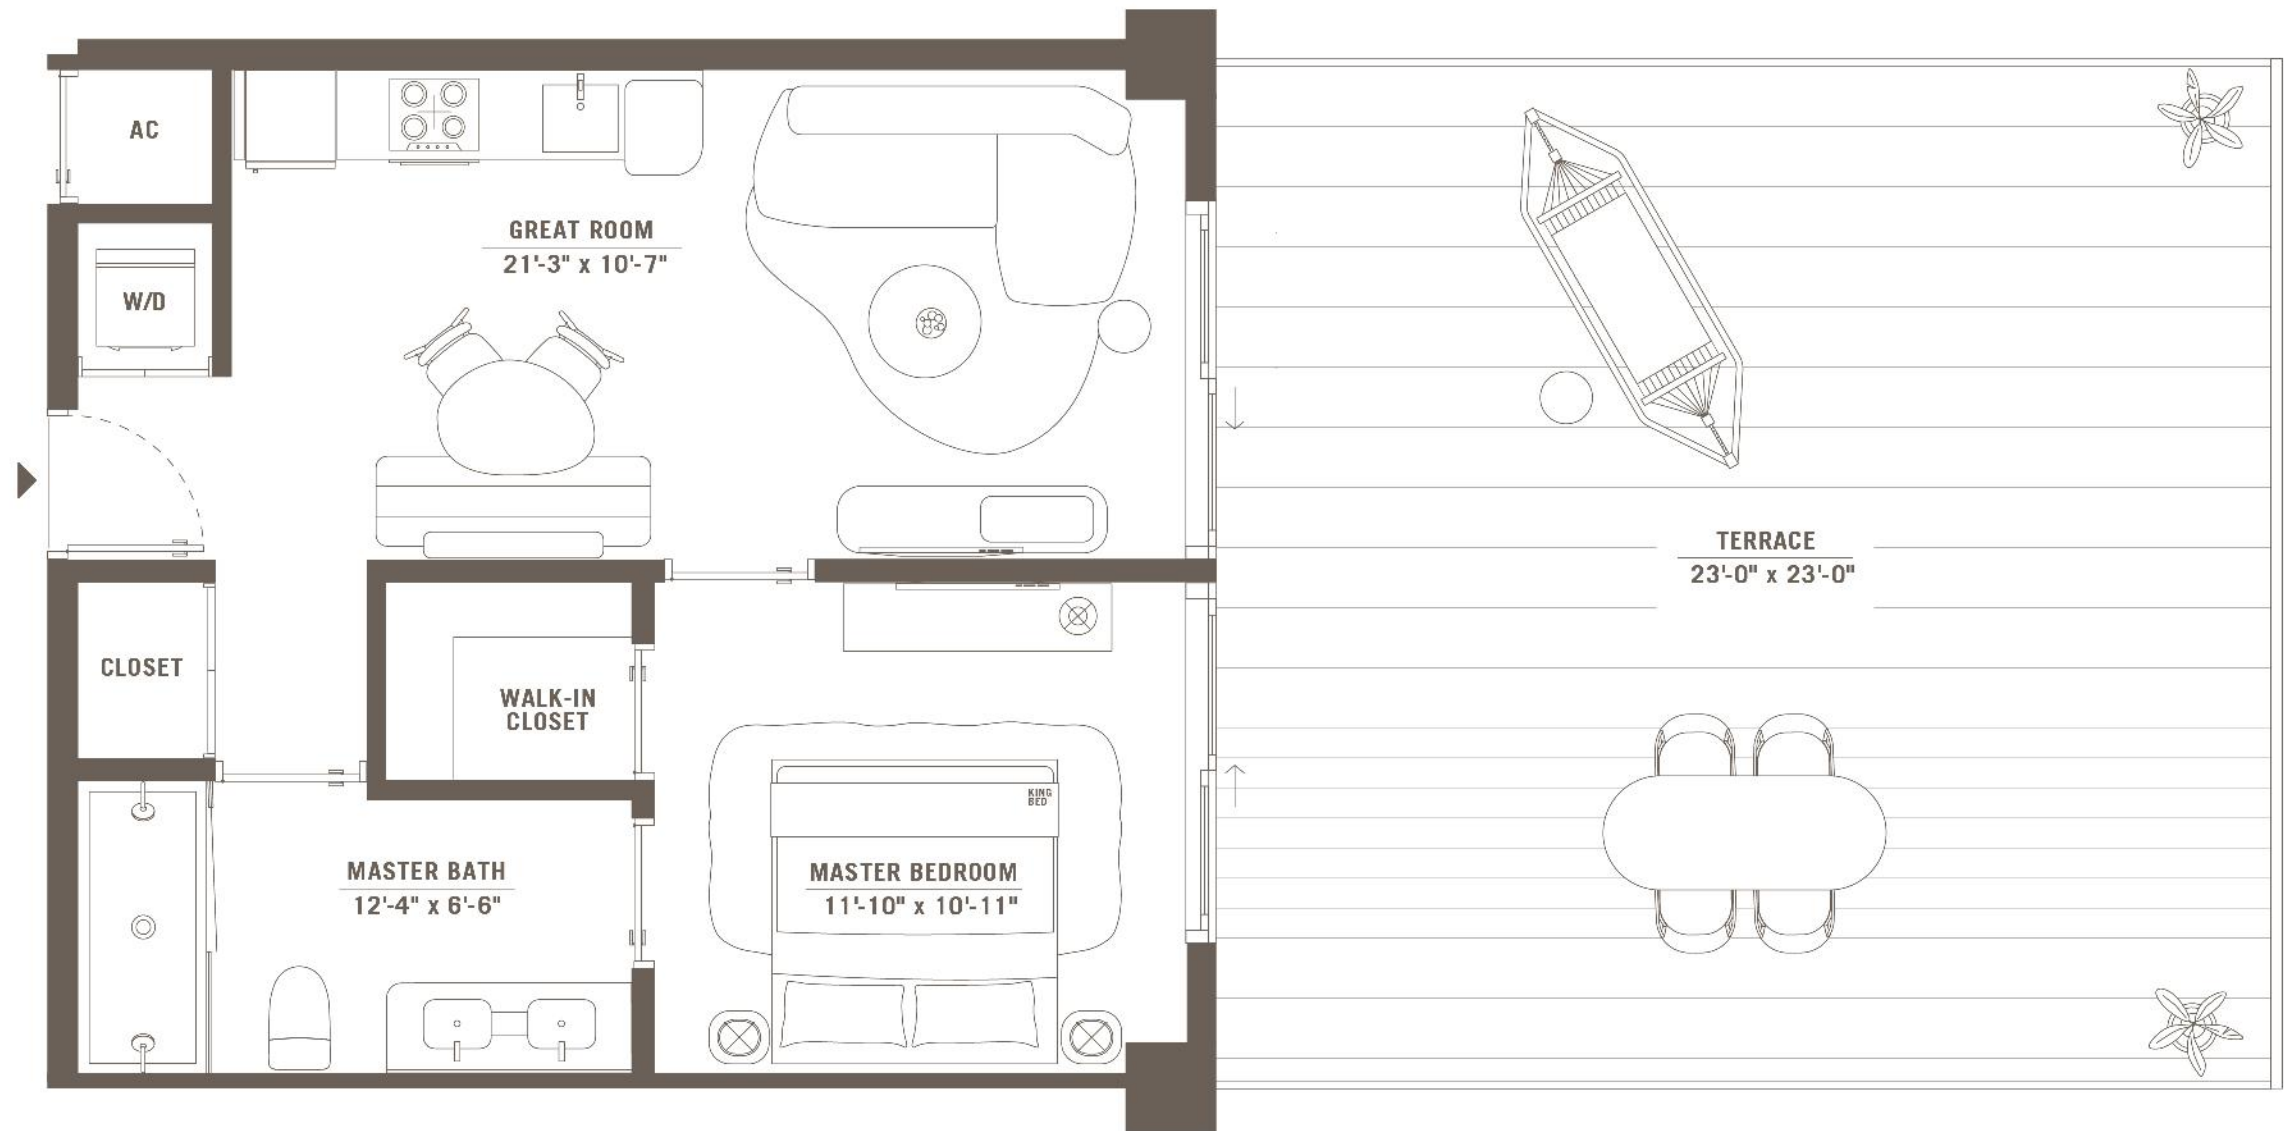 AC
W/D
GREAT ROOM
21'-3" x 10'-7"
TERRACE
23'-0" x 23'-0"
CLOSET
WALK-IN
CLOSET
KING
BED
MASTER BATH
12'-4" x 6'-6"
MASTER BEDROOM
11'-10" x 10'-11"